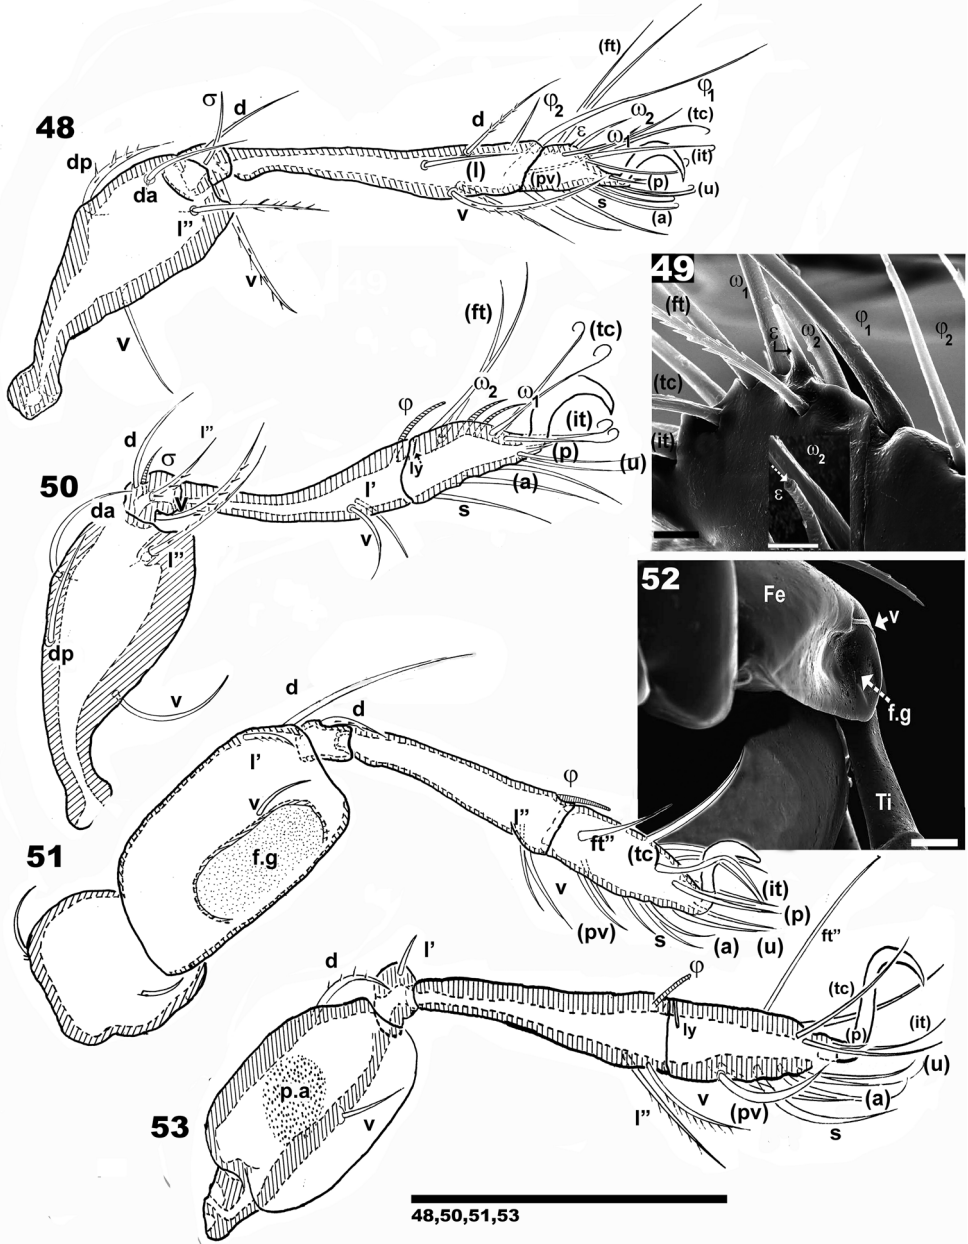 48
σ
d
dp
da
l”
v’
v
d
φ2
(l)
v
(pv)
ε
ω1
ω2
(ft)
φ1
(tc)
(it)
(p)
(u)
(a)
s
49
ω1
(ft)
ε
ω2
φ1
φ2
(tc)
(it)
ω2
ε
50
d
σ
l”
da
v
l”
dp
v
(ft)
(tc)
ω2
ω1
φ
ly
l’
v
(it)
(p)
(u)
(a)
s
52
Fe
v
f.g
Ti
51
d
d
l’
v
f.g
φ
l”
ft”
(tc)
v
(pv)
s
(a)
(u)
(p)
(it)
53
d
l’
p.a
v
φ
ly
ft”
(tc)
(p)
(it)
(u)
(a)
s
(pv)
v
l”
48,50,51,53